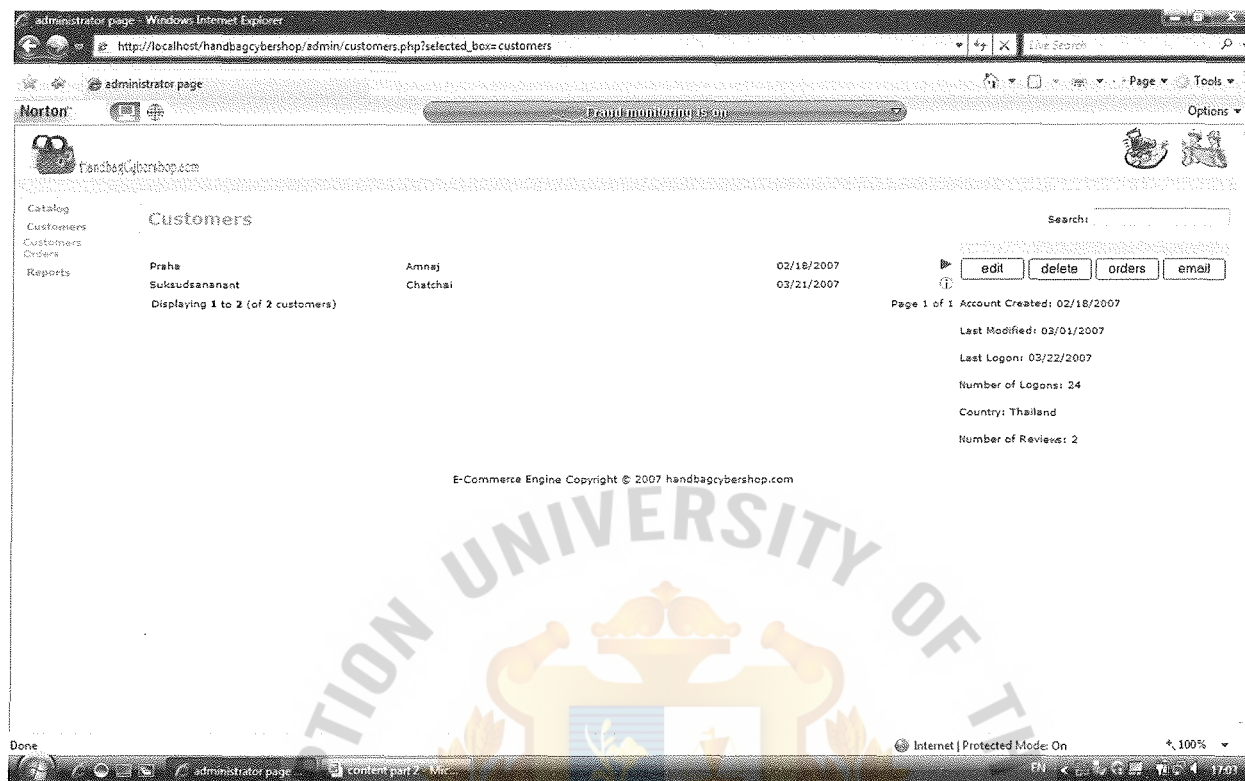 administrator page - Windows Internet Explorer
http://localhost/handbagcybershop/admin/customers.php?selected_box=customers
Live Search
administrator page
Page
Tools
Norton
Fraud monitoring is on
Options
HandbagCybershop.com
Catalog
Customers
Customers
Orders
Reports
Customers
Search:
Praha Amnaj 02/18/2007
Suksudsananant Chatchai 03/21/2007
Displaying 1 to 2 (of 2 customers) Page 1 of 1
edit delete orders email
Account Created: 02/18/2007
Last Modified: 03/01/2007
Last Logon: 03/22/2007
Number of Logons: 24
Country: Thailand
Number of Reviews: 2
E-Commerce Engine Copyright © 2007 handbagcybershop.com
UNIVERSITY OF
Done
Internet | Protected Mode: On
100%
administrator page
content part 2 - Mic...
EN
17:03